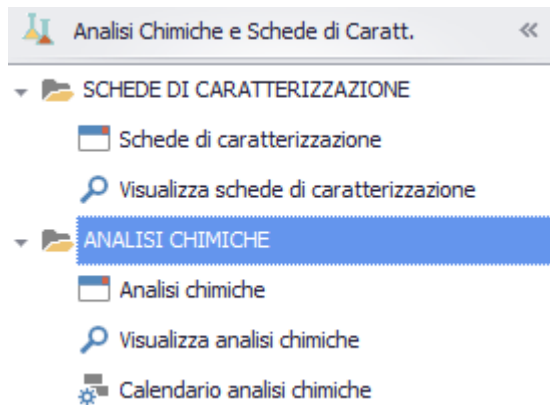 Analisi Chimiche e Schede di Caratt.
SCHEDE DI CARATTERIZZAZIONE
Schede di caratterizzazione
Visualizza schede di caratterizzazione
ANALISI CHIMICHE
Analisi chimiche
Visualizza analisi chimiche
Calendario analisi chimiche